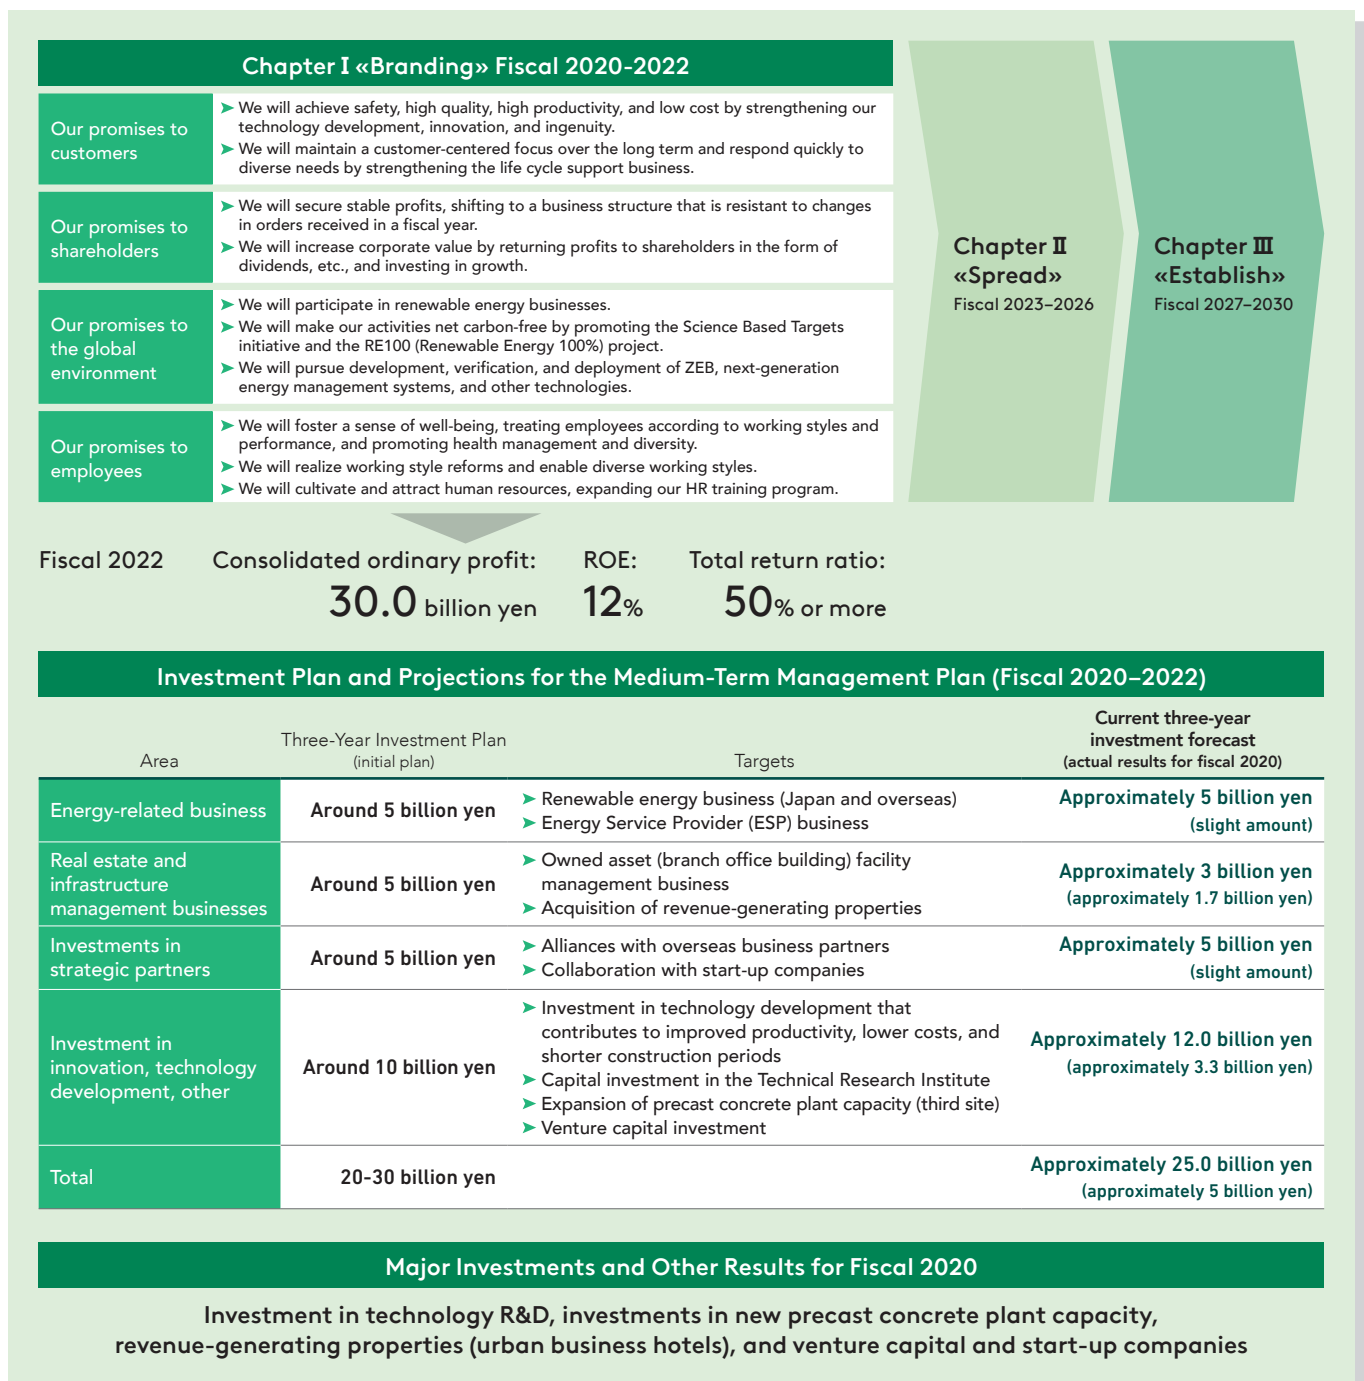 Chapter I «Branding» Fiscal 2020-2022
Our promises to
customers
➤ We will achieve safety, high quality, high productivity, and low cost by strengthening our
technology development, innovation, and ingenuity.
➤ We will maintain a customer-centered focus over the long term and respond quickly to
diverse needs by strengthening the life cycle support business.
Our promises to
shareholders
➤ We will secure stable profits, shifting to a business structure that is resistant to changes
in orders received in a fiscal year.
➤ We will increase corporate value by returning profits to shareholders in the form of
dividends, etc., and investing in growth.
Our promises to
the global
environment
➤ We will participate in renewable energy businesses.
➤ We will make our activities net carbon-free by promoting the Science Based Targets
initiative and the RE100 (Renewable Energy 100%) project.
➤ We will pursue development, verification, and deployment of ZEB, next-generation
energy management systems, and other technologies.
Our promises to
employees
➤ We will foster a sense of well-being, treating employees according to working styles and
performance, and promoting health management and diversity.
➤ We will realize working style reforms and enable diverse working styles.
➤ We will cultivate and attract human resources, expanding our HR training program.
Chapter II
«Spread»
Fiscal 2023–2026
Chapter III
«Establish»
Fiscal 2027–2030
Fiscal 2022
Consolidated ordinary profit:
30.0 billion yen
ROE:
12%
Total return ratio:
50% or more
Investment Plan and Projections for the Medium-Term Management Plan (Fiscal 2020–2022)
Area
Three-Year Investment Plan
(initial plan)
Targets
Current three-year
investment forecast
(actual results for fiscal 2020)
Energy-related business
Around 5 billion yen
➤ Renewable energy business (Japan and overseas)
➤ Energy Service Provider (ESP) business
Approximately 5 billion yen
(slight amount)
Real estate and
infrastructure
management businesses
Around 5 billion yen
➤ Owned asset (branch office building) facility
management business
➤ Acquisition of revenue-generating properties
Approximately 3 billion yen
(approximately 1.7 billion yen)
Investments in
strategic partners
Around 5 billion yen
➤ Alliances with overseas business partners
➤ Collaboration with start-up companies
Approximately 5 billion yen
(slight amount)
Investment in
innovation, technology
development, other
Around 10 billion yen
➤ Investment in technology development that
contributes to improved productivity, lower costs, and
shorter construction periods
➤ Capital investment in the Technical Research Institute
➤ Expansion of precast concrete plant capacity (third site)
➤ Venture capital investment
Approximately 12.0 billion yen
(approximately 3.3 billion yen)
Total
20-30 billion yen
Approximately 25.0 billion yen
(approximately 5 billion yen)
Major Investments and Other Results for Fiscal 2020
Investment in technology R&D, investments in new precast concrete plant capacity,
revenue-generating properties (urban business hotels), and venture capital and start-up companies